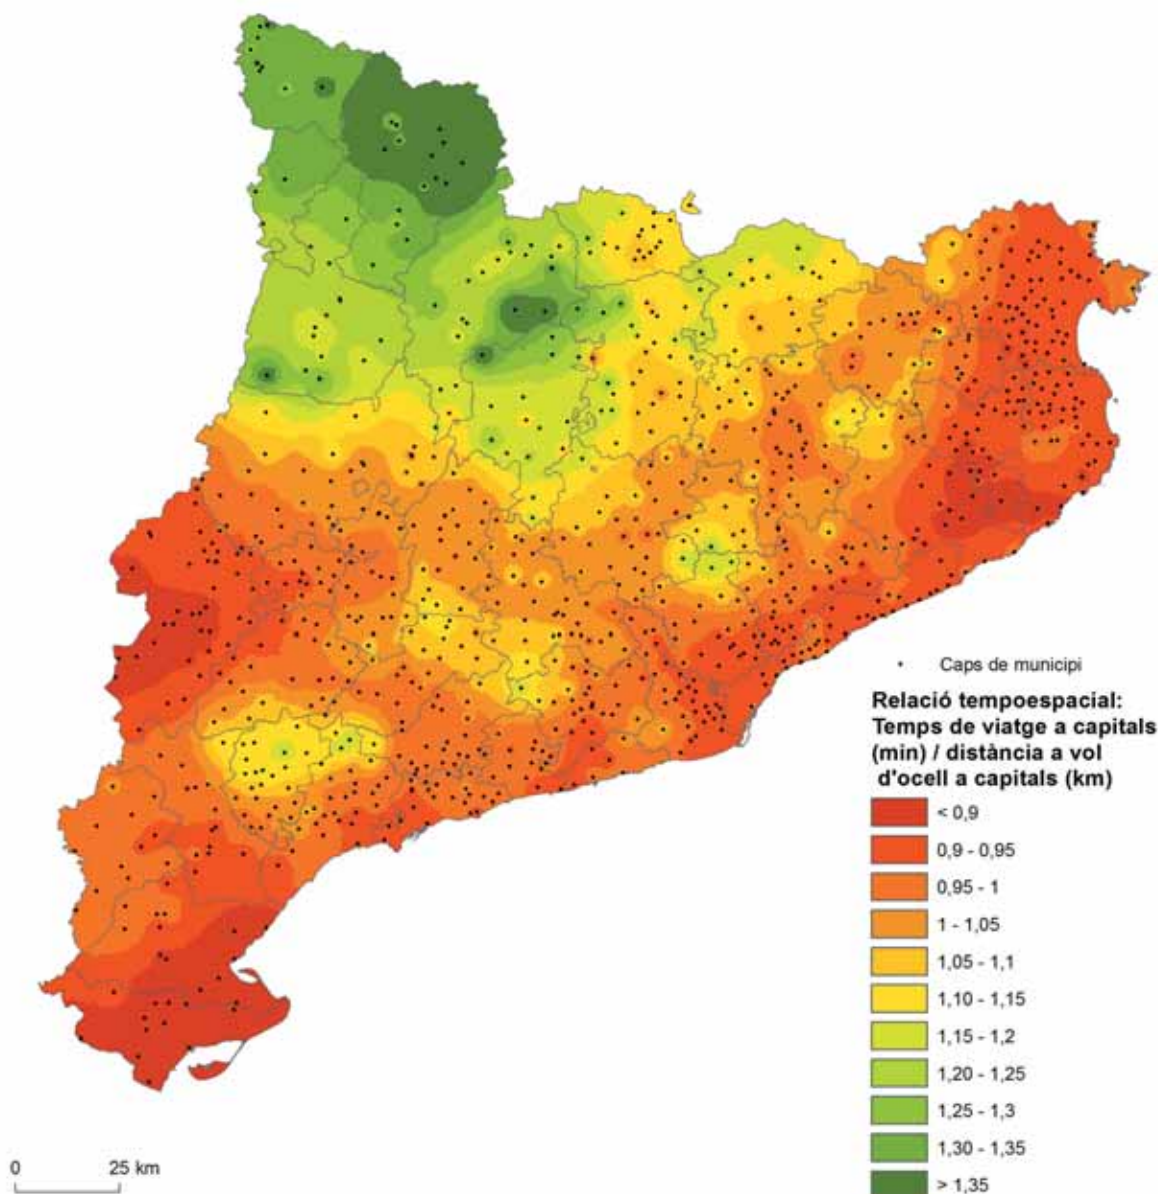 Caps de municipi
Relació tempoespacial:
Temps de viatge a capitals
(min) / distància a vol
d'ocell a capitals (km)
< 0,9
0,9 - 0,95
0,95 - 1
1 - 1,05
1,05 - 1,1
1,10 - 1,15
1,15 - 1,2
1,20 - 1,25
1,25 - 1,3
1,30 - 1,35
> 1,35
0 25 km